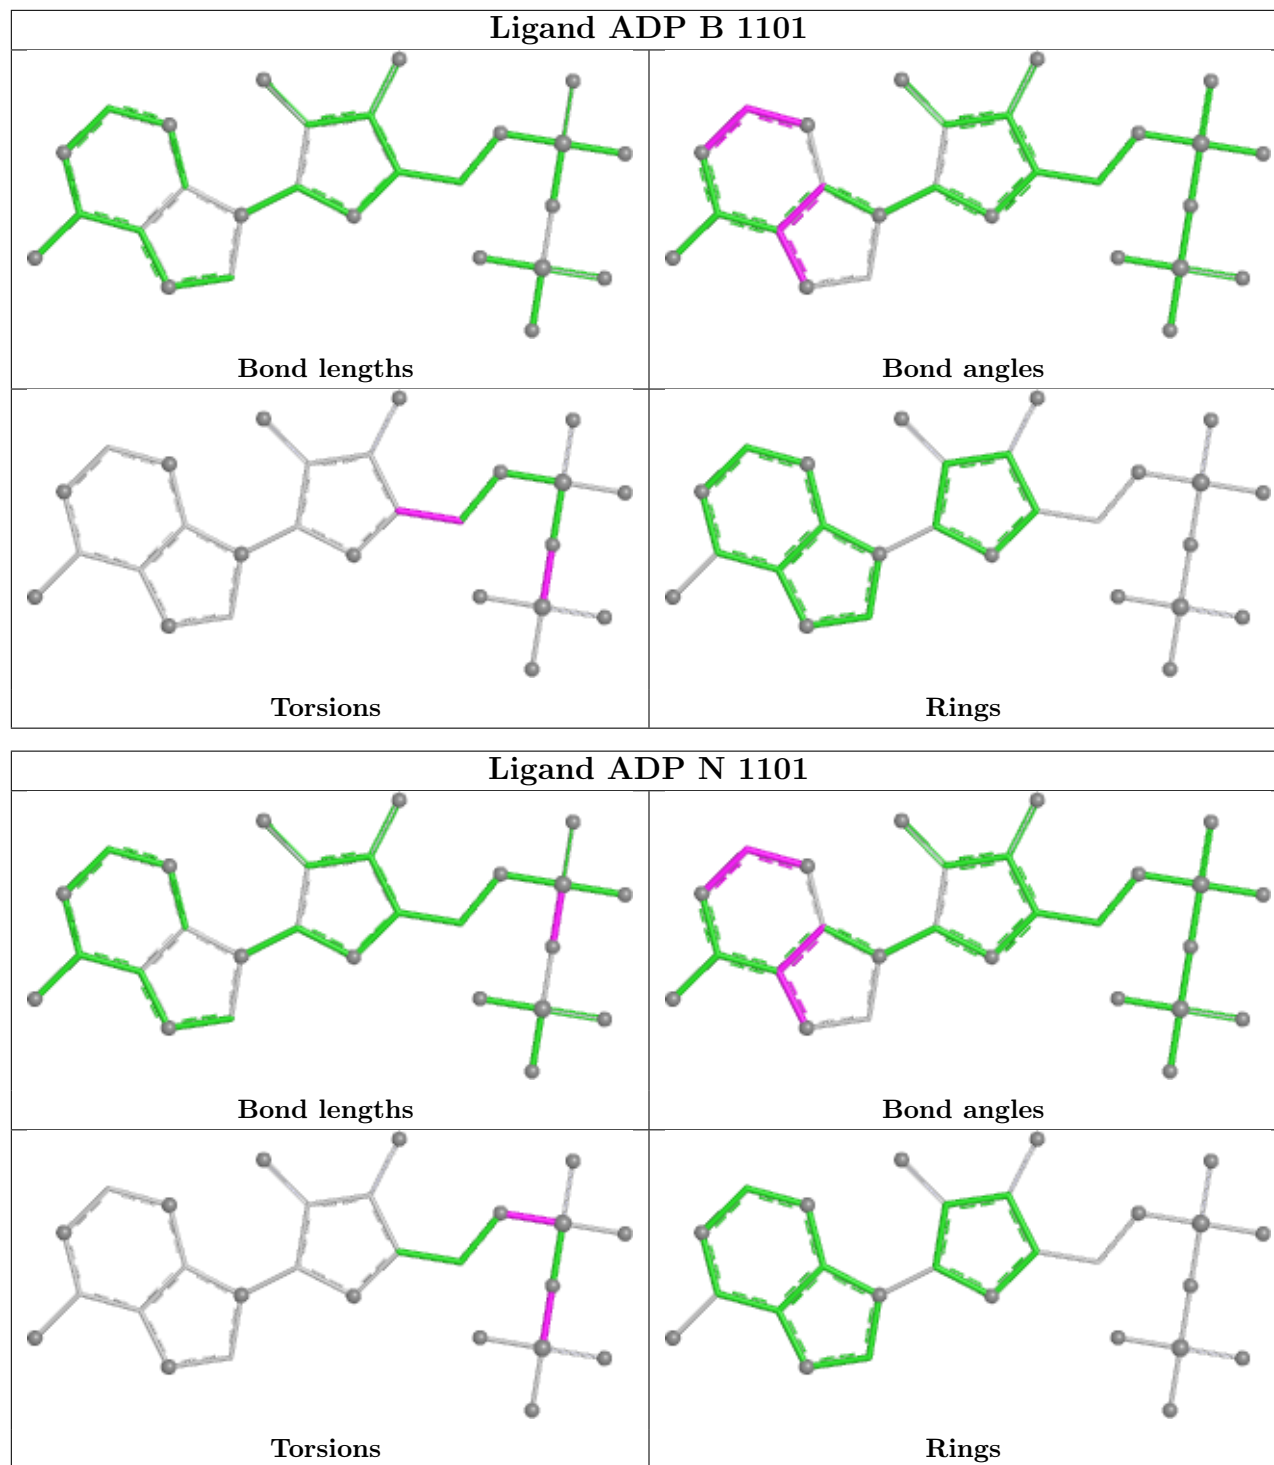 Ligand ADP B 1101
Bond lengths
Bond angles
Torsions
Rings
Ligand ADP N 1101
Bond lengths
Bond angles
Torsions
Rings